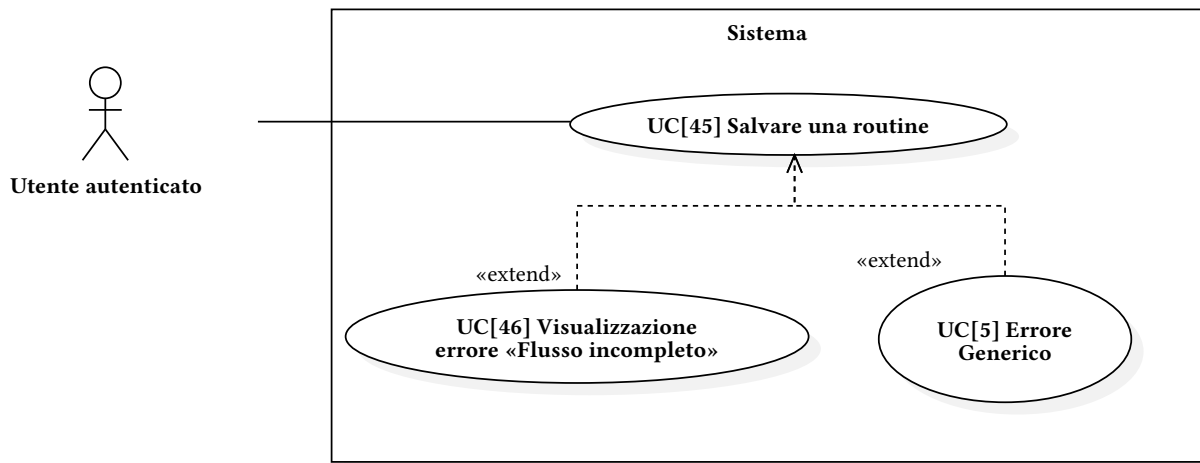 Sistema
UC[45] Salvare una routine
Utente autenticato
«extend»
«extend»
UC[46] Visualizzazione
errore «Flusso incompleto»
UC[5] Errore
Generico